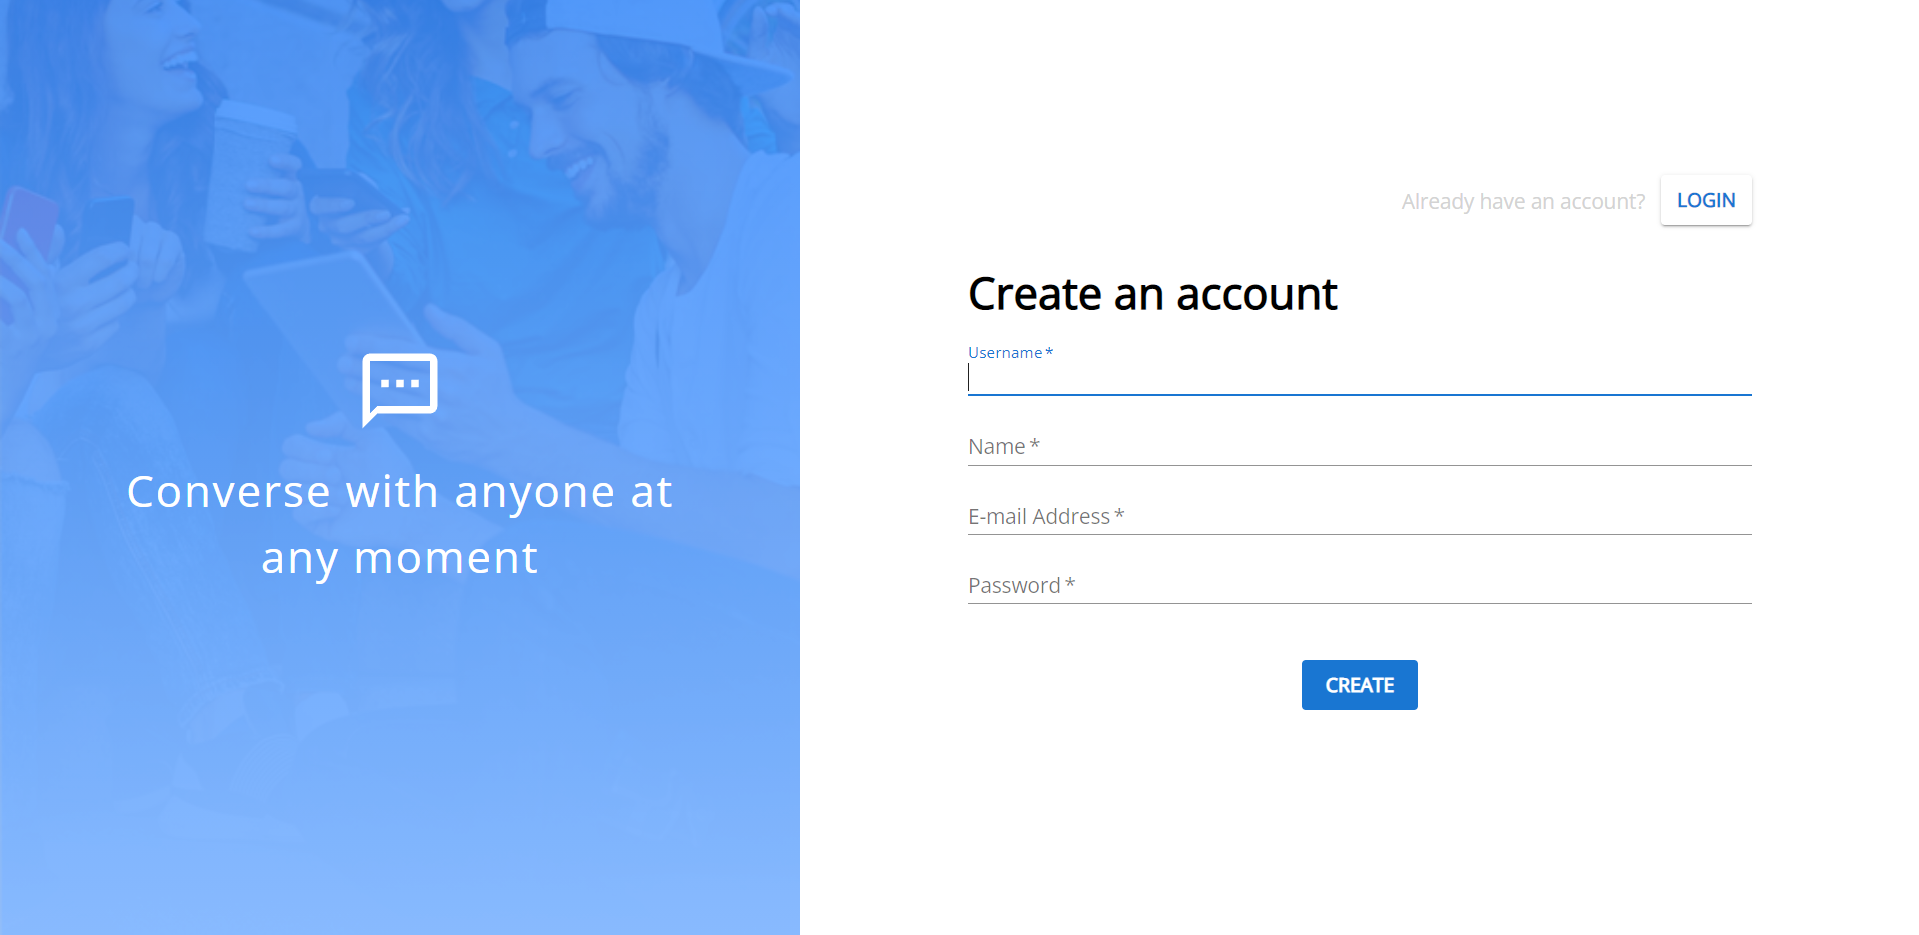 Converse with anyone at
any moment
Already have an account?
LOGIN
Create an account
Username *
Name *
E-mail Address *
Password *
CREATE